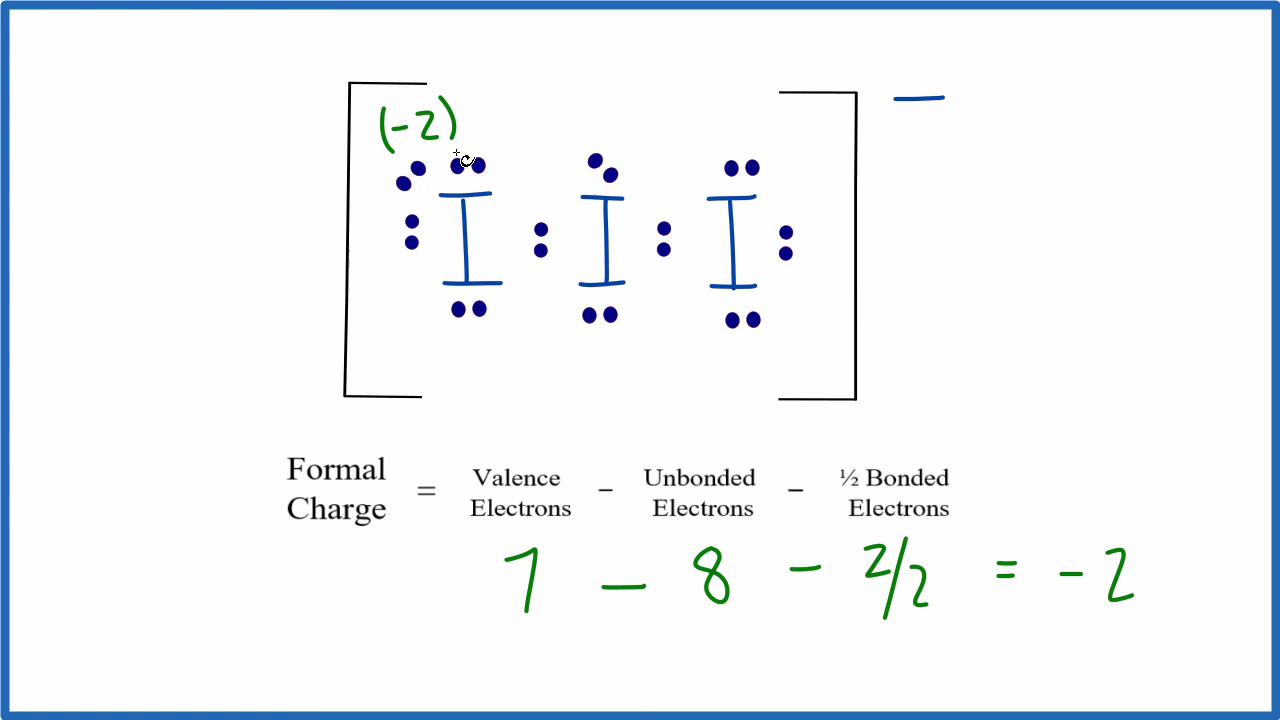 (-2)
I : I : I −
Formal Charge = Valence Electrons − Unbonded Electrons − ½ Bonded Electrons
7 − 8 − 2/2 = -2